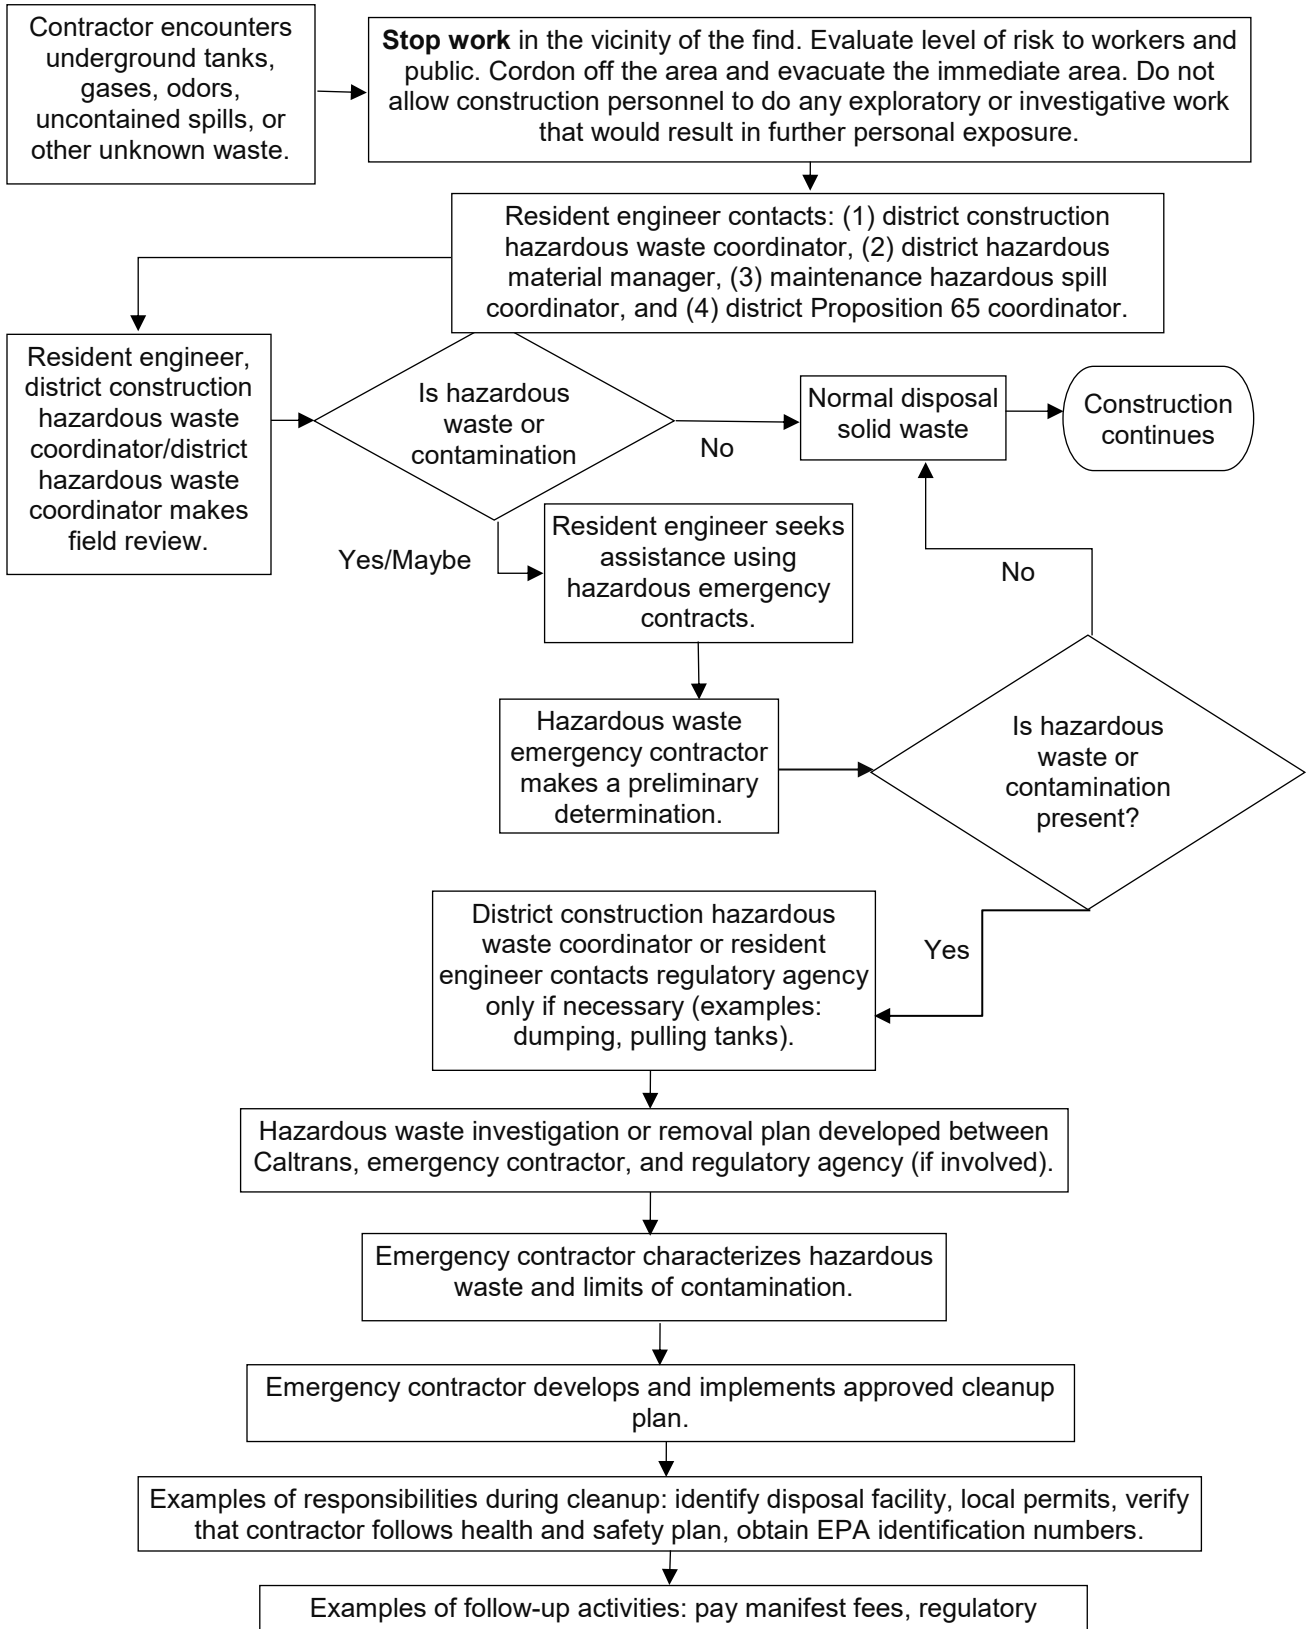 Contractor encounters
underground tanks,
gases, odors,
uncontained spills, or
other unknown waste.
Stop work in the vicinity of the find. Evaluate level of risk to workers and
public. Cordon off the area and evacuate the immediate area. Do not
allow construction personnel to do any exploratory or investigative work
that would result in further personal exposure.
Resident engineer contacts: (1) district construction
hazardous waste coordinator, (2) district hazardous
material manager, (3) maintenance hazardous spill
coordinator, and (4) district Proposition 65 coordinator.
Resident engineer,
district construction
hazardous waste
coordinator/district
hazardous waste
coordinator makes
field review.
Is hazardous
waste or
contamination
No
Normal disposal
solid waste
Construction
continues
Yes/Maybe
Resident engineer seeks
assistance using
hazardous emergency
contracts.
No
Hazardous waste
emergency contractor
makes a preliminary
determination.
Is hazardous
waste or
contamination
present?
Yes
District construction hazardous
waste coordinator or resident
engineer contacts regulatory agency
only if necessary (examples:
dumping, pulling tanks).
Hazardous waste investigation or removal plan developed between
Caltrans, emergency contractor, and regulatory agency (if involved).
Emergency contractor characterizes hazardous
waste and limits of contamination.
Emergency contractor develops and implements approved cleanup
plan.
Examples of responsibilities during cleanup: identify disposal facility, local permits, verify
that contractor follows health and safety plan, obtain EPA identification numbers.
Examples of follow-up activities: pay manifest fees, regulatory